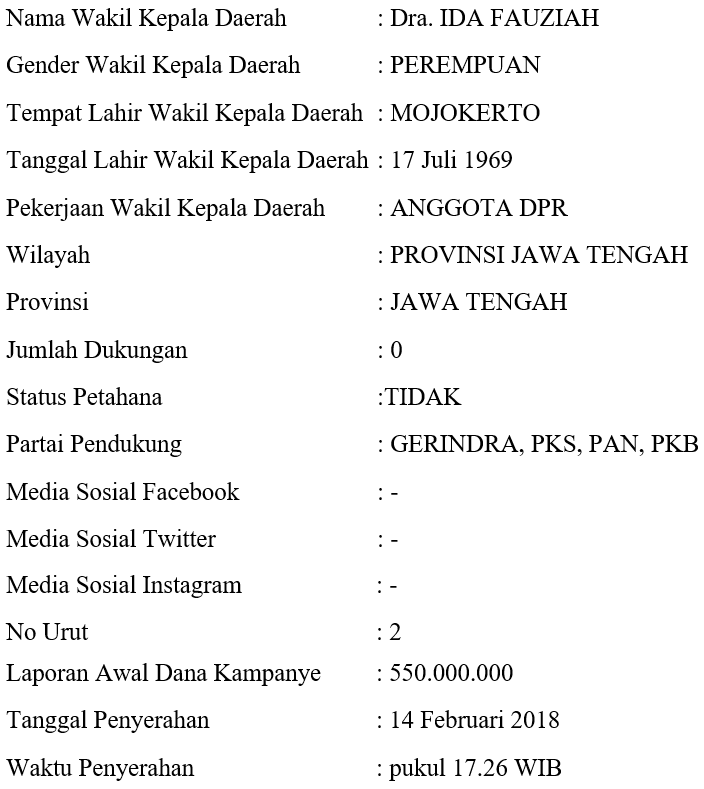 Nama Wakil Kepala Daerah : Dra. IDA FAUZIAH
Gender Wakil Kepala Daerah : PEREMPUAN
Tempat Lahir Wakil Kepala Daerah : MOJOKERTO
Tanggal Lahir Wakil Kepala Daerah : 17 Juli 1969
Pekerjaan Wakil Kepala Daerah : ANGGOTA DPR
Wilayah : PROVINSI JAWA TENGAH
Provinsi : JAWA TENGAH
Jumlah Dukungan : 0
Status Petahana :TIDAK
Partai Pendukung : GERINDRA, PKS, PAN, PKB
Media Sosial Facebook : -
Media Sosial Twitter : -
Media Sosial Instagram : -
No Urut : 2
Laporan Awal Dana Kampanye : 550.000.000
Tanggal Penyerahan : 14 Februari 2018
Waktu Penyerahan : pukul 17.26 WIB